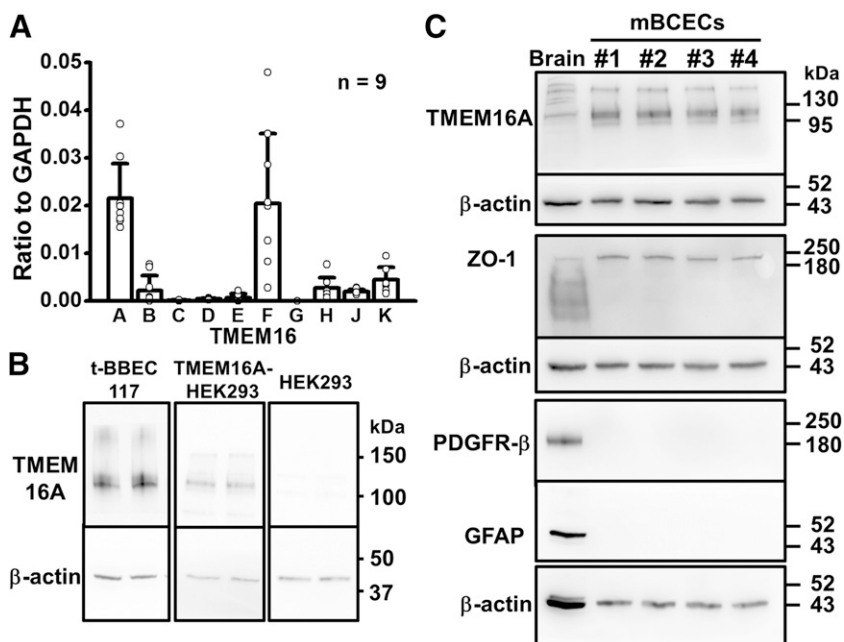 A
0.05
0.04
0.03
0.02
0.01
0.00
Ratio to GAPDH
n = 9
A B C D E F G H J K
TMEM16
B
t-BBEC
117
TMEM16A-
HEK293
HEK293
kDa
TMEM
16A
150
100
β-actin
50
37
C
mBCECs
Brain #1 #2 #3 #4
kDa
TMEM16A
130
95
β-actin
52
43
ZO-1
250
180
β-actin
52
43
PDGFR-β
250
180
GFAP
52
43
β-actin
52
43